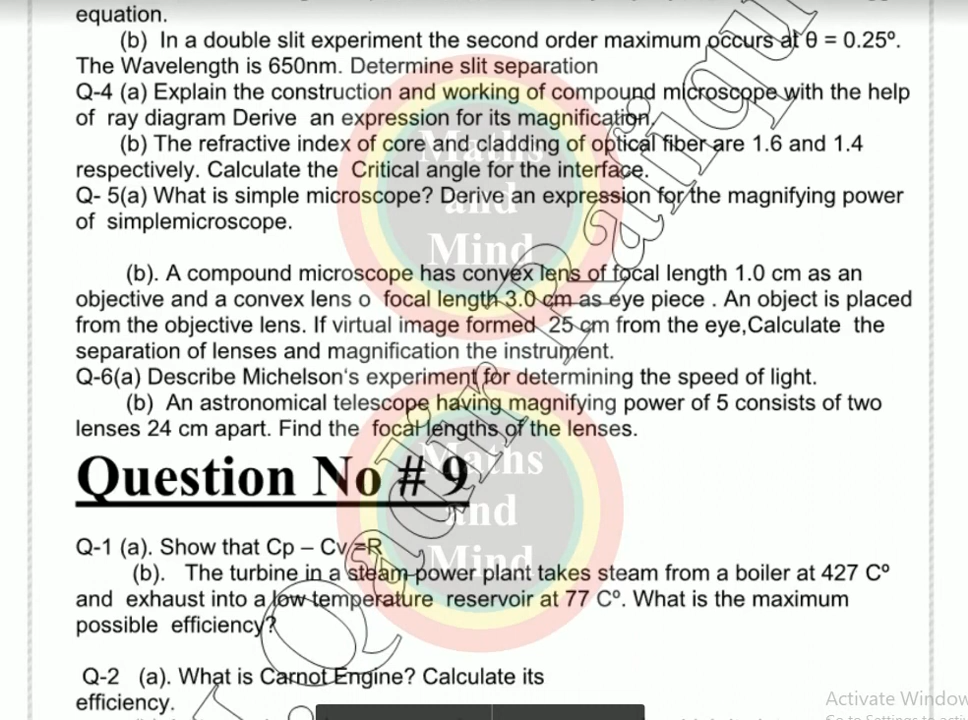 equation.
(b) In a double slit experiment the second order maximum occurs at θ = 0.25º.
The Wavelength is 650nm. Determine slit separation
Q-4 (a) Explain the construction and working of compound microscope with the help
of ray diagram Derive an expression for its magnification.
(b) The refractive index of core and cladding of optical fiber are 1.6 and 1.4
respectively. Calculate the Critical angle for the interface.
Q- 5(a) What is simple microscope? Derive an expression for the magnifying power
of simplemicroscope.
(b). A compound microscope has convex lens of focal length 1.0 cm as an
objective and a convex lens o focal length 3.0 cm as eye piece . An object is placed
from the objective lens. If virtual image formed 25 cm from the eye,Calculate the
separation of lenses and magnification the instrument.
Q-6(a) Describe Michelson's experiment for determining the speed of light.
(b) An astronomical telescope having magnifying power of 5 consists of two
lenses 24 cm apart. Find the focal lengths of the lenses.
Question No # 9
Q-1 (a). Show that Cp – Cv =R
(b). The turbine in a steam power plant takes steam from a boiler at 427 Cº
and exhaust into a low temperature reservoir at 77 Cº. What is the maximum
possible efficiency?
Q-2 (a). What is Carnot Engine? Calculate its
efficiency.
Maths
and
Mind
Maths
and
Mind
Activate Window